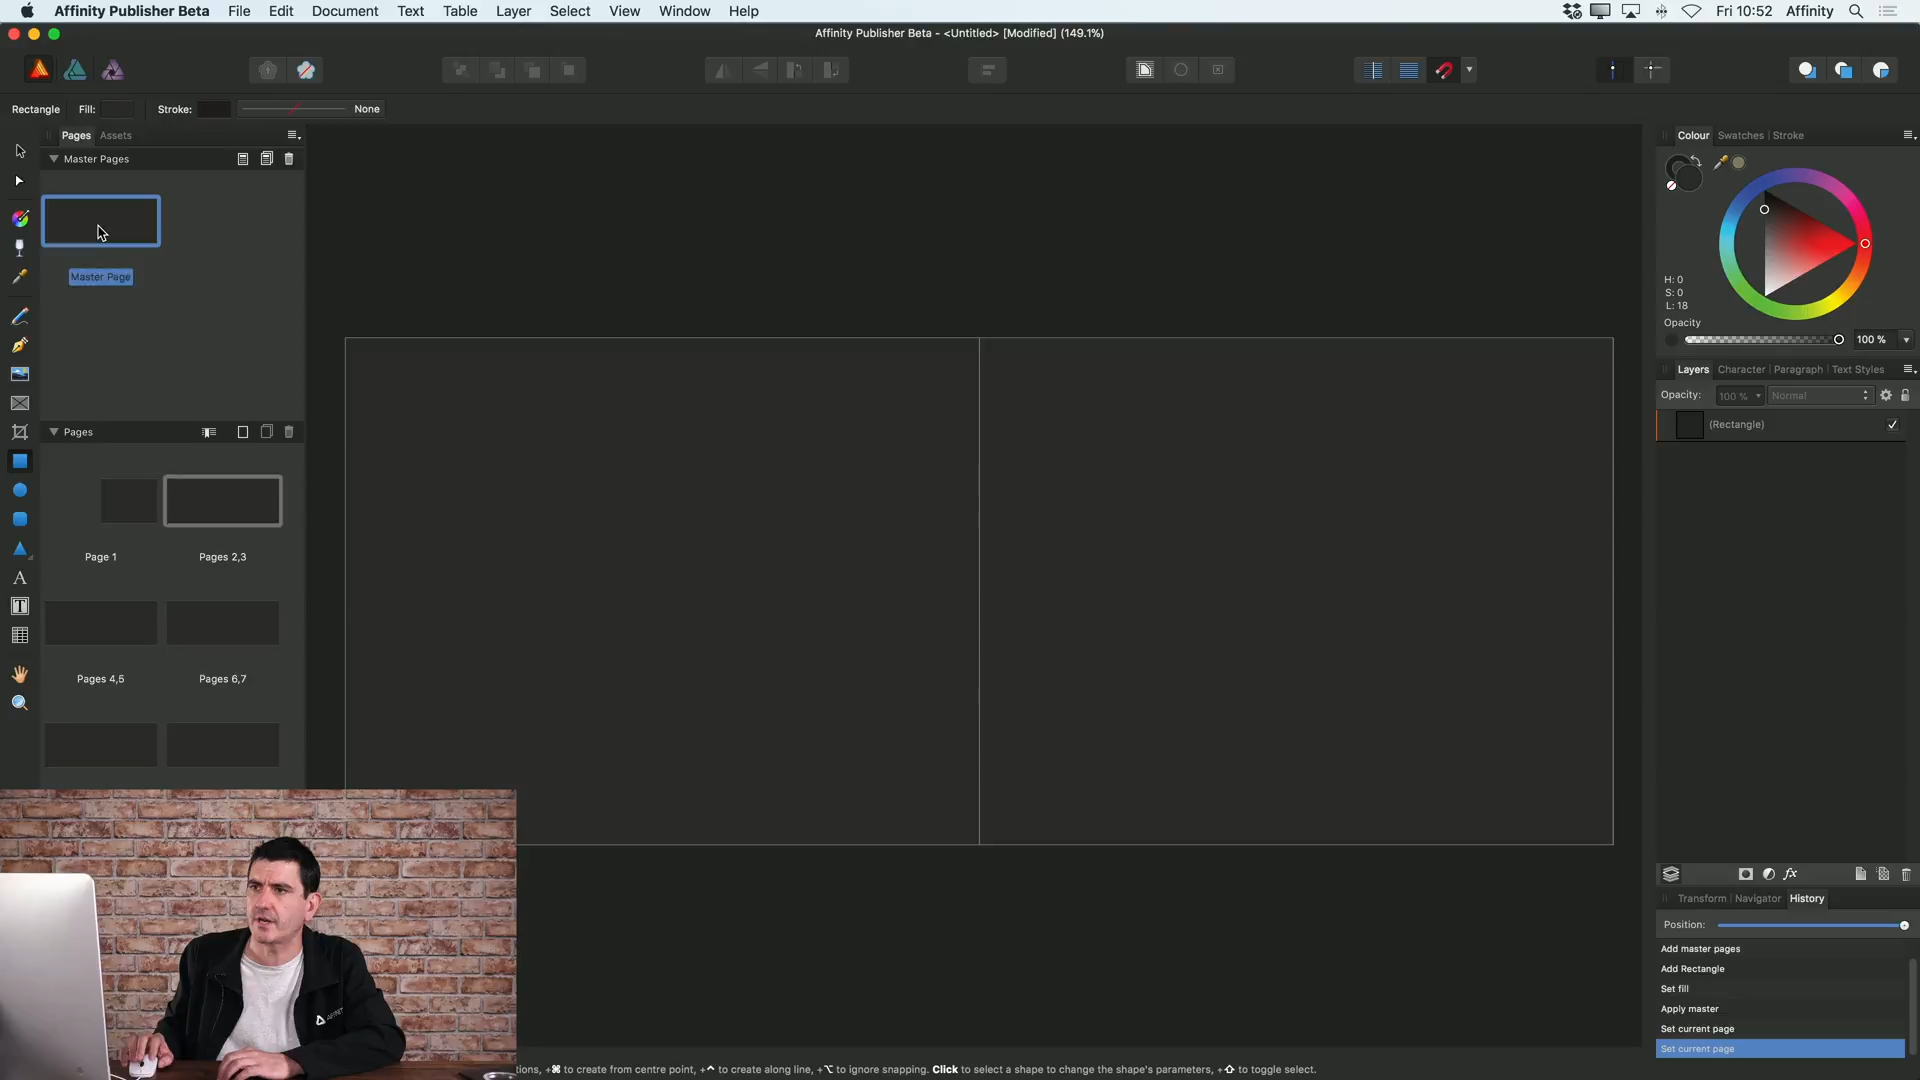 Affinity Publisher Beta File Edit Document Text Table Layer Select View Window Help Fri 10:52 Affinity
Affinity Publisher Beta - <Untitled> [Modified] (149.1%)
Rectangle Fill: Stroke: None
Pages Assets
Master Pages
Master Page
Pages
Page 1 Pages 2,3
Pages 4,5 Pages 6,7
Colour Swatches Stroke
H: 0
S: 0
L: 18
Opacity
100 %
Layers Character Paragraph Text Styles
Opacity: 100 % Normal
(Rectangle)
fx
Transform Navigator History
Position:
Add master pages
Add Rectangle
Set fill
Apply master
Set current page
Set current page
to create from centre point, +^ to create along line, +⌥ to ignore snapping. Click to select a shape to change the shape's parameters, +⇧ to toggle select.